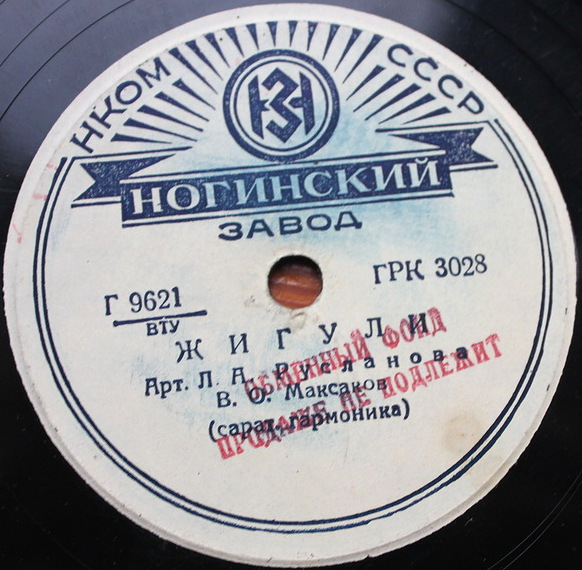 НКОМ СССР
НЗ
НОГИНСКИЙ
ЗАВОД
Г 9621
ВТУ
ГРК 3028
ЖИГУЛИ
Арт. Л. А. Русланова
В. О. Максаков
(сарат. гармоника)
ОБМЕННЫЙ ФОНД
ПРОДАЖЕ НЕ ПОДЛЕЖИТ